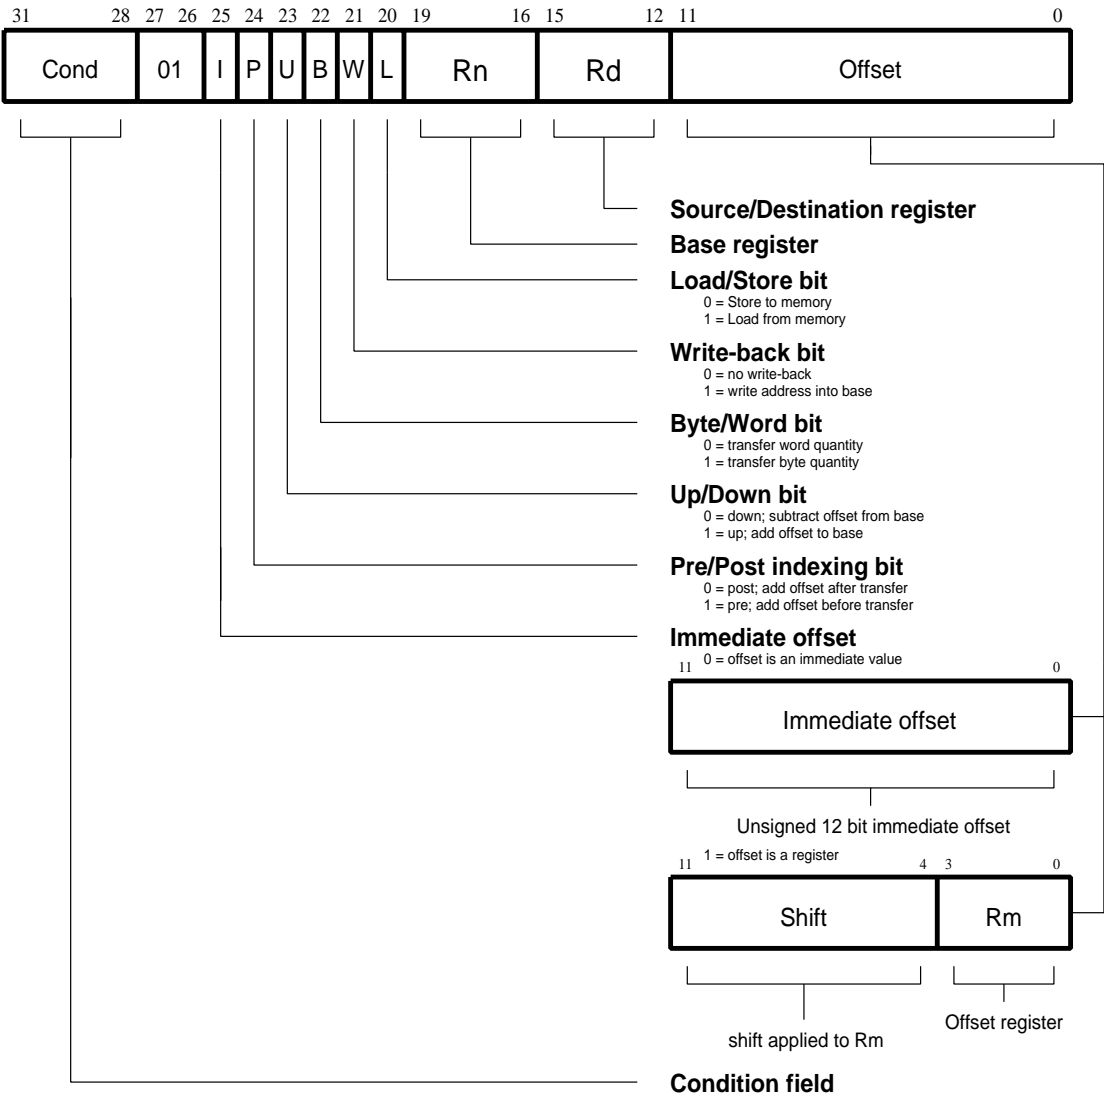 31 28 27 26 25 24 23 22 21 20 19 16 15 12 11 0
Cond 01 I P U B W L Rn Rd Offset
Source/Destination register
Base register
Load/Store bit
0 = Store to memory
1 = Load from memory
Write-back bit
0 = no write-back
1 = write address into base
Byte/Word bit
0 = transfer word quantity
1 = transfer byte quantity
Up/Down bit
0 = down; subtract offset from base
1 = up; add offset to base
Pre/Post indexing bit
0 = post; add offset after transfer
1 = pre; add offset before transfer
Immediate offset
0 = offset is an immediate value
11 0
Immediate offset
Unsigned 12 bit immediate offset
1 = offset is a register
11 4 3 0
Shift Rm
Offset register
shift applied to Rm
Condition field